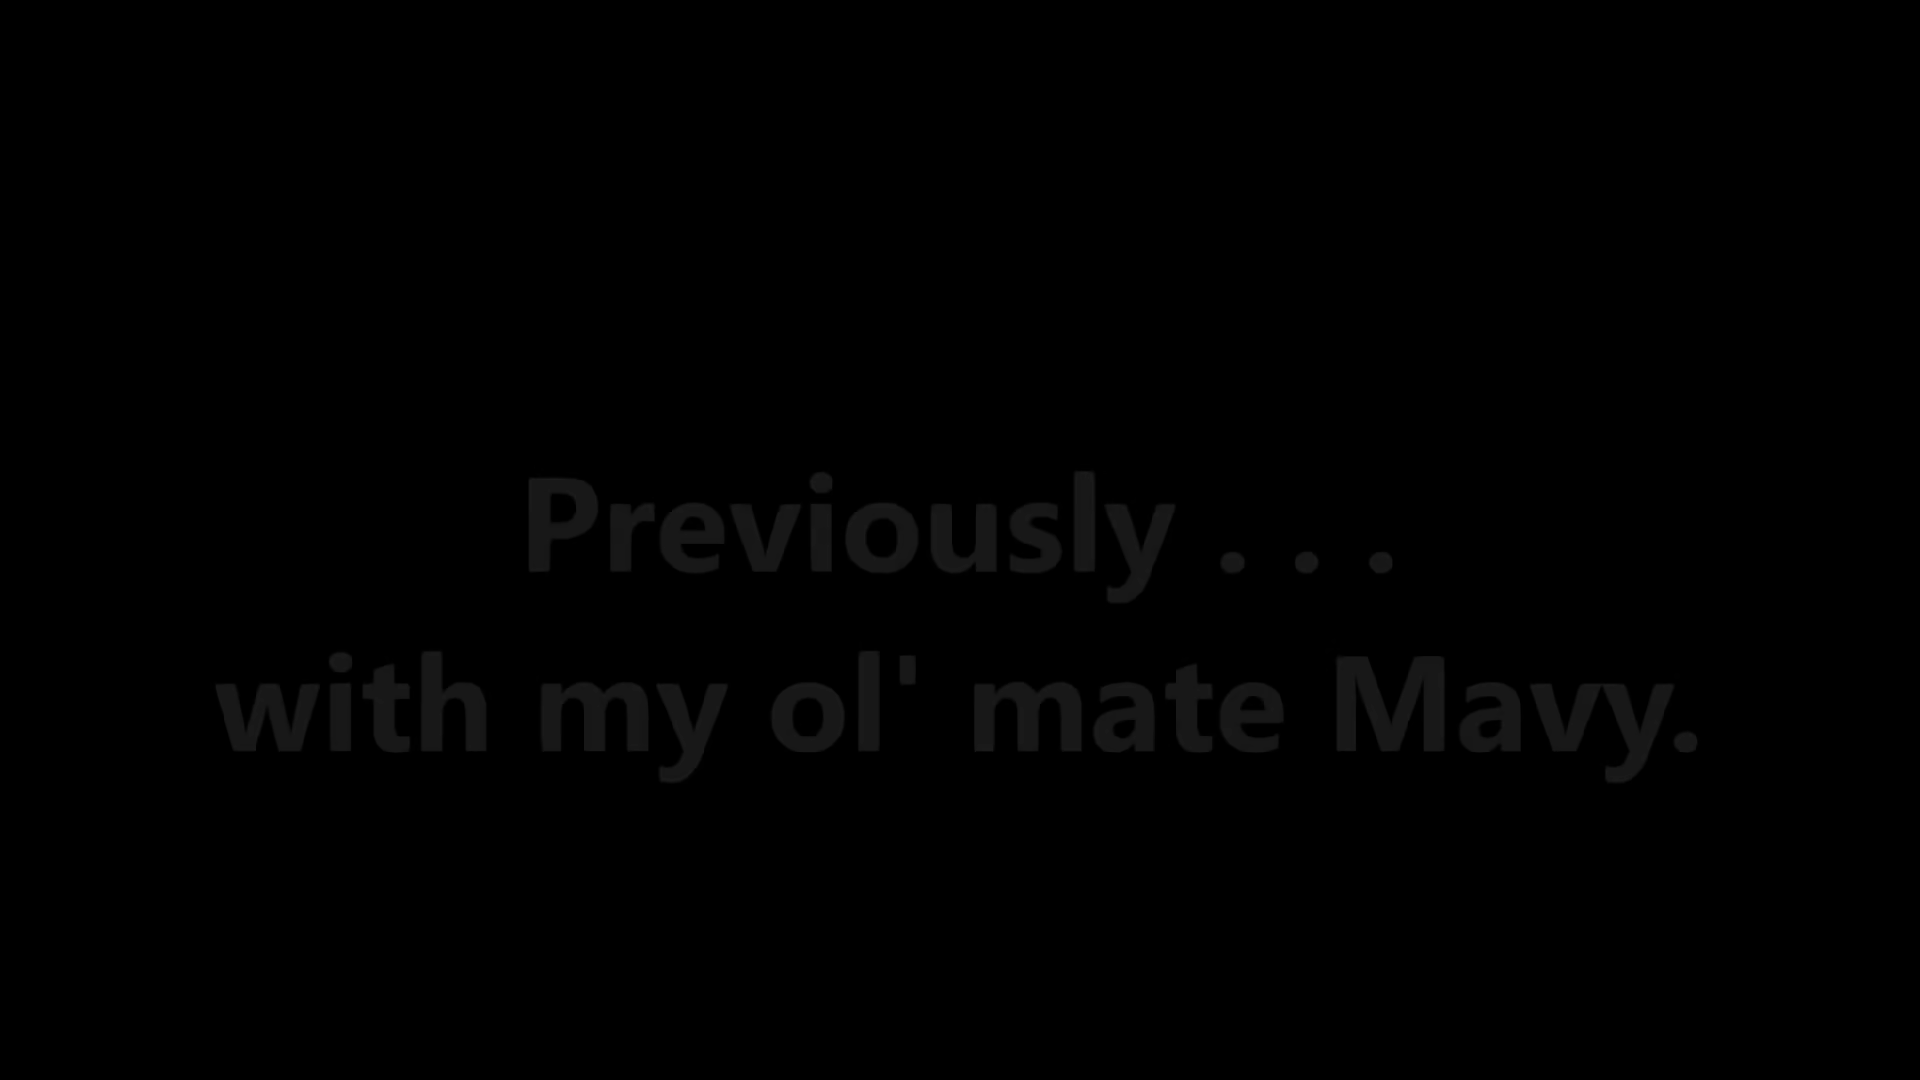 Previously . . .
with my ol' mate Mavy.